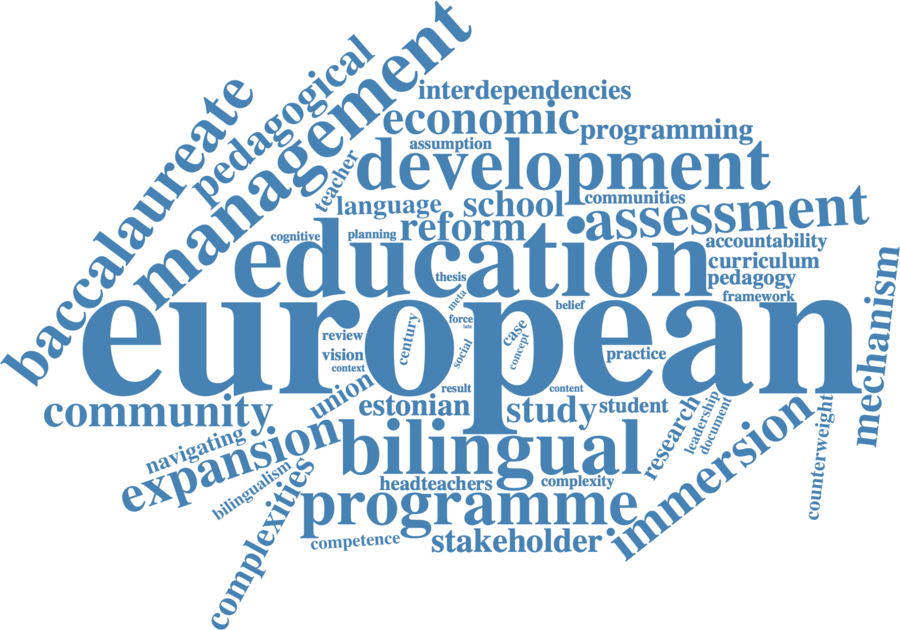 management
pedagogical
baccalaureate
interdependencies
economic
programming
assumption
development
teacher
language
school
communities
assessment
cognitive
planning
reform
accountability
education
curriculum
thesis
pedagogy
meta
belief
framework
european
mechanism
force
late
century
case
concept
review
social
vision
practice
context
result
content
union
community
estonian
study
student
research
leadership
document
counterweight
navigating
expansion
bilingual
immersion
bilingualism
headteachers
complexity
complexities
programme
competence
stakeholder